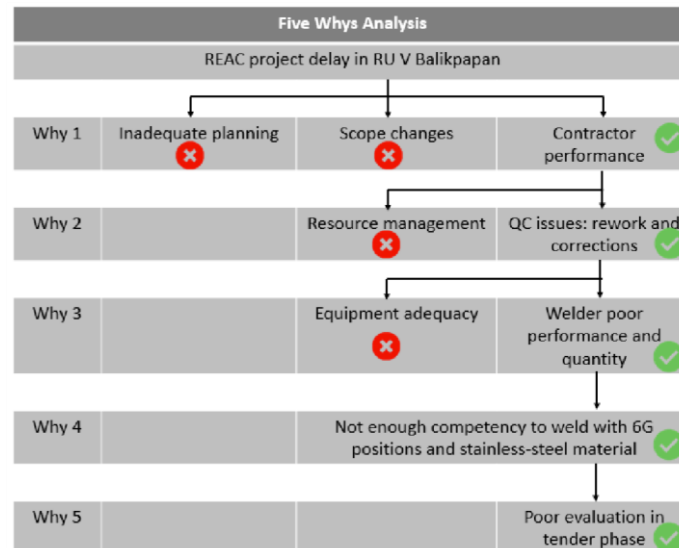 Five Whys Analysis
REAC project delay in RU V Balikpapan
Why 1
Inadequate planning
Scope changes
Contractor
performance
Why 2
Resource management
QC issues: rework and
corrections
Why 3
Equipment adequacy
Welder poor
performance and
quantity
Why 4
Not enough competency to weld with 6G
positions and stainless-steel material
Why 5
Poor evaluation in
tender phase